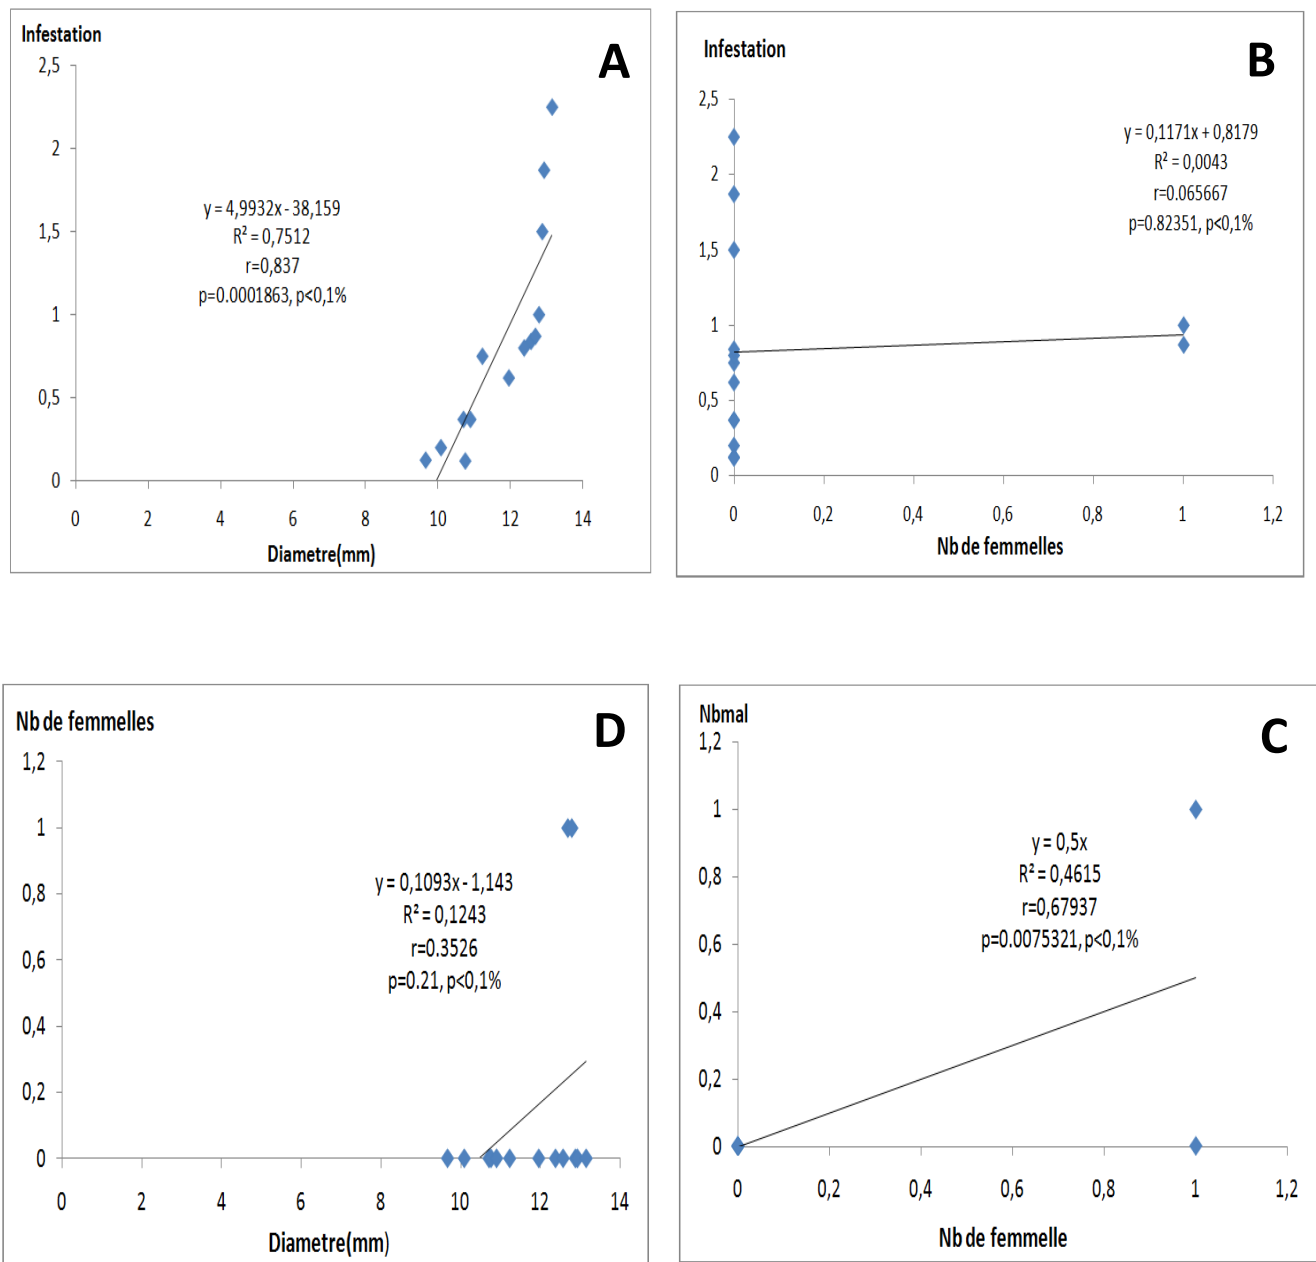 Infestation
A
2,5
2
1,5
1
0,5
0
y = 4,9932x - 38,159
R² = 0,7512
r=0,837
p=0.0001863, p<0,1%
0 2 4 6 8 10 12 14
Diametre(mm)
Infestation
B
2,5
2
1,5
1
0,5
0
y = 0,1171x + 0,8179
R² = 0,0043
r=0.065667
p=0.82351, p<0,1%
0 0,2 0,4 0,6 0,8 1 1,2
Nb de femmelles
Nb de femmelles
D
1,2
1
0,8
0,6
0,4
0,2
0
y = 0,1093x - 1,143
R² = 0,1243
r=0.3526
p=0.21, p<0,1%
0 2 4 6 8 10 12 14
Diametre(mm)
Nbmal
C
1,2
1
0,8
0,6
0,4
0,2
0
y = 0,5x
R² = 0,4615
r=0,67937
p=0.0075321, p<0,1%
0 0,2 0,4 0,6 0,8 1 1,2
Nb de femmelle